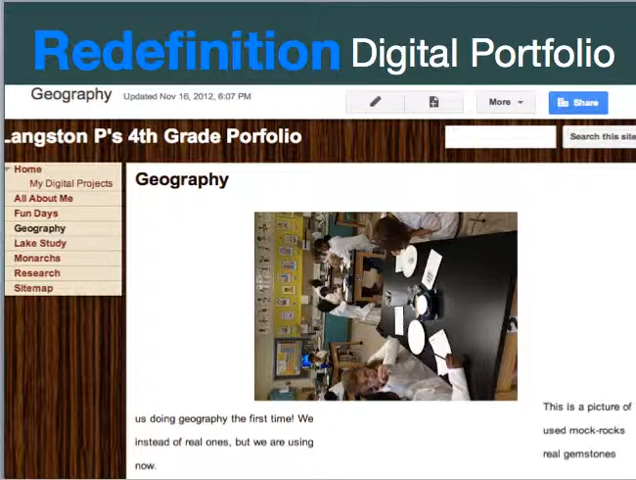 Redefinition Digital Portfolio
Geography Updated Nov 16, 2012, 6:07 PM
More
Share
Langston P's 4th Grade Porfolio
Search this site
Home
My Digital Projects
All About Me
Fun Days
Geography
Lake Study
Monarchs
Research
Sitemap
Geography
This is a picture of
us doing geography the first time! We
used mock-rocks
instead of real ones, but we are using
real gemstones
now.